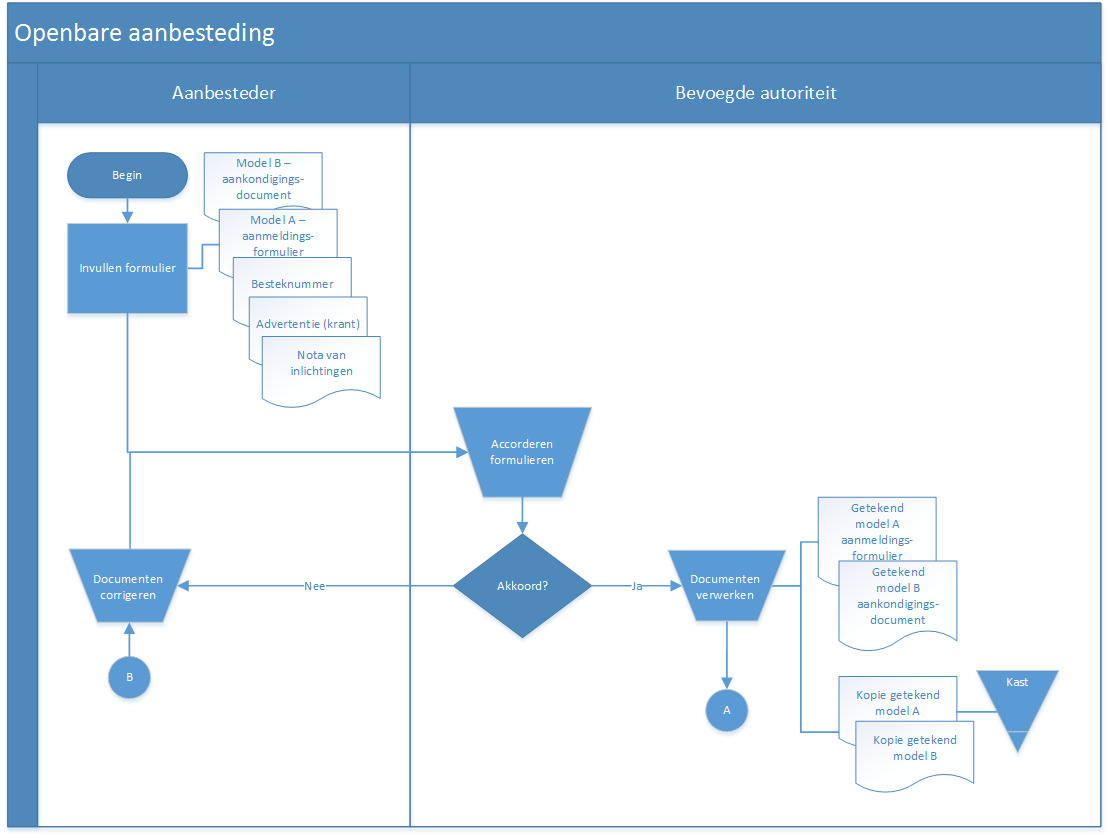 Openbare aanbesteding
Aanbesteder
Bevoegde autoriteit
Begin
Model B –
aankondigings-
document
Invullen formulier
Model A –
aanmeldings-
formulier
Besteknummer
Advertentie (krant)
Nota van
inlichtingen
Accorderen
formulieren
Akkoord?
Nee
Ja
Documenten
corrigeren
B
Documenten
verwerken
A
Getekend
model A
aanmeldings-
formulier
Getekend
model B
aankondigings-
document
Kopie getekend
model A
Kopie getekend
model B
Kast